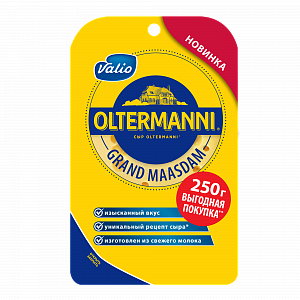 Valio
НОВИНКА
OLTERMANNI®
СЫР OLTERMANNI
GRAND MAASDAM
250г
ВЫГОДНАЯ
ПОКУПКА**
изысканный вкус
уникальный рецепт сыра*
изготовлен из свежего молока